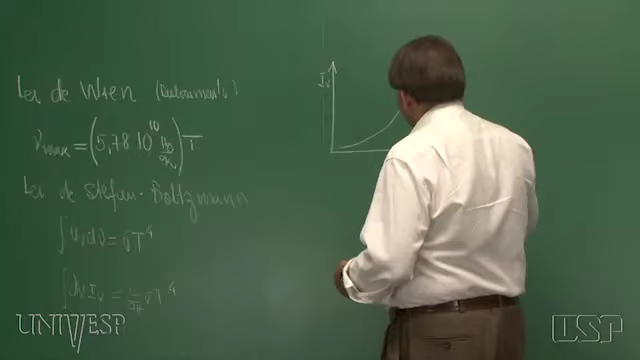 Lei de Wien
ν_max = (5,78 10^10 Hz/ ) T
Lei de Stefan-Boltzmann
∫ u_ν dν = σT^4
∫ dν I_ν = σT^4
I_ν
UNIVESP
USP